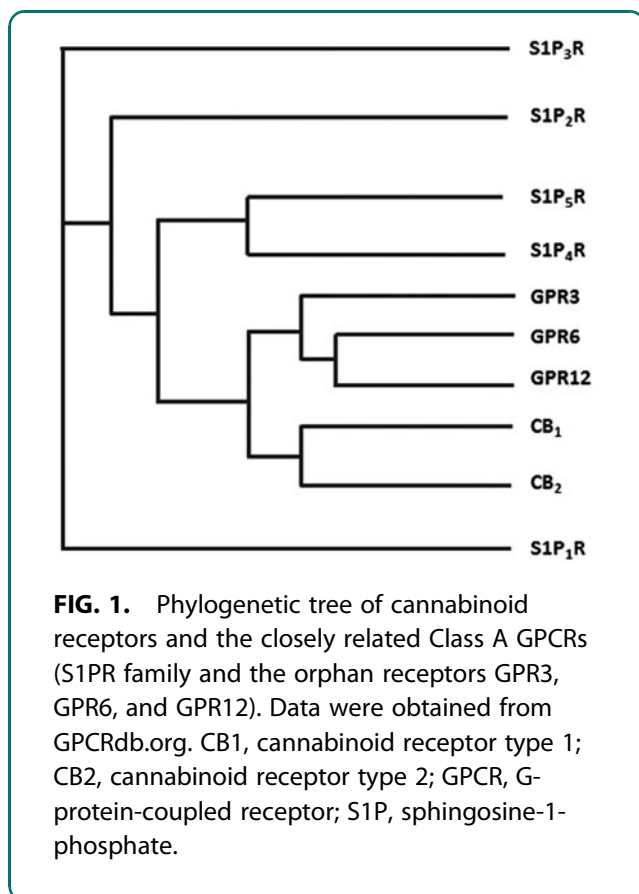 S1P₃R
S1P₂R
S1P₅R
S1P₄R
GPR3
GPR6
GPR12
CB₁
CB₂
S1P₁R
FIG. 1. Phylogenetic tree of cannabinoid
receptors and the closely related Class A GPCRs
(S1PR family and the orphan receptors GPR3,
GPR6, and GPR12). Data were obtained from
GPCRdb.org. CB1, cannabinoid receptor type 1;
CB2, cannabinoid receptor type 2; GPCR, G-
protein-coupled receptor; S1P, sphingosine-1-
phosphate.